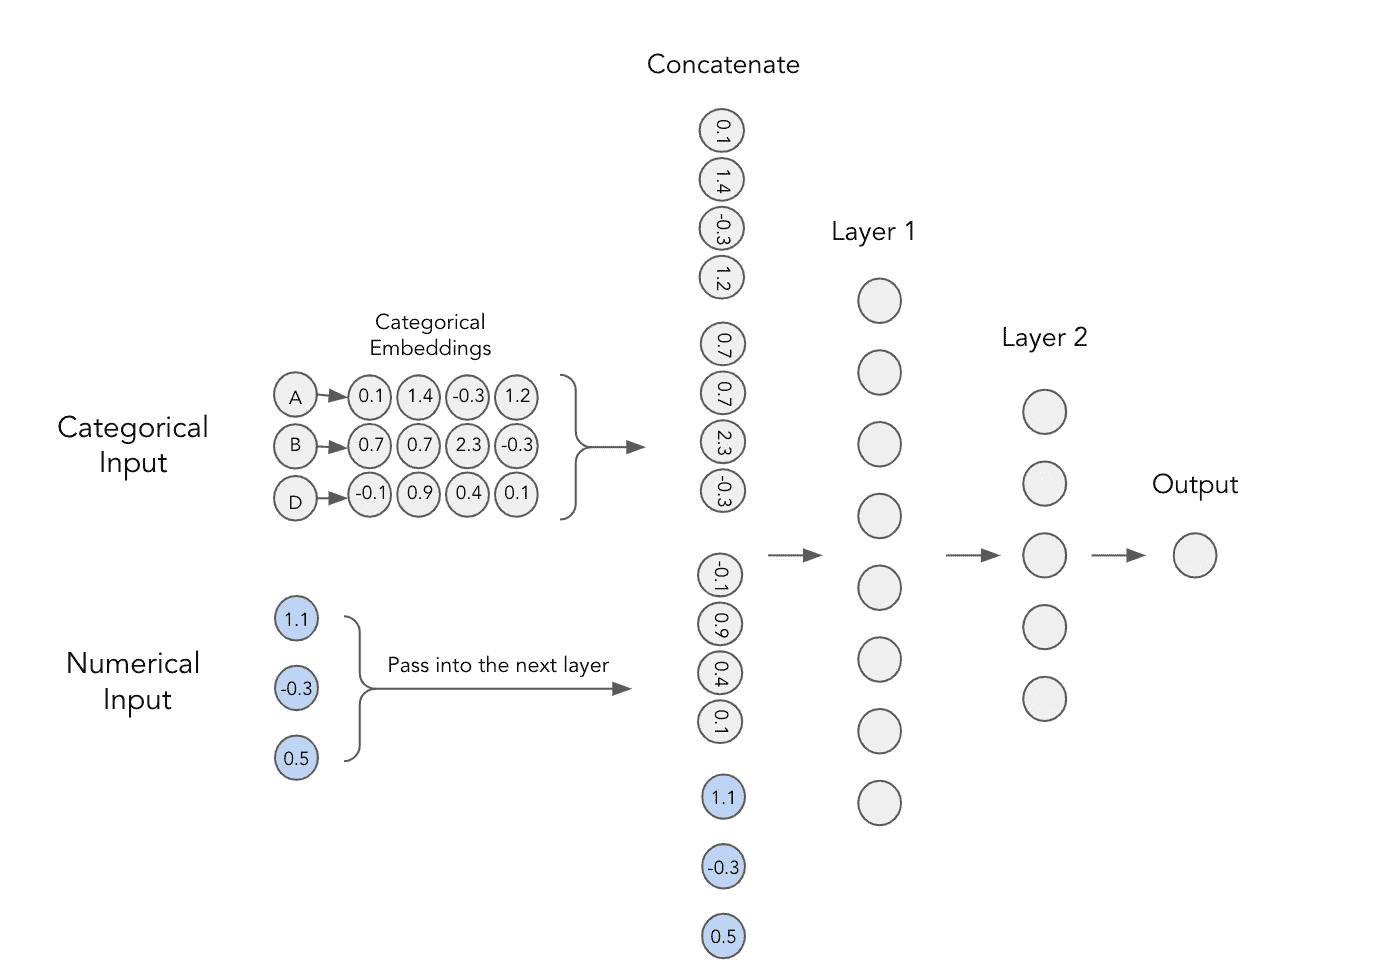 Concatenate
0.1
1.4
-0.3
1.2
0.7
0.7
2.3
-0.3
-0.1
0.9
0.4
0.1
1.1
-0.3
0.5
Layer 1
Layer 2
Output
Categorical
Embeddings
Categorical
Input
A 0.1 1.4 -0.3 1.2
B 0.7 0.7 2.3 -0.3
D -0.1 0.9 0.4 0.1
Numerical
Input
1.1
-0.3
0.5
Pass into the next layer